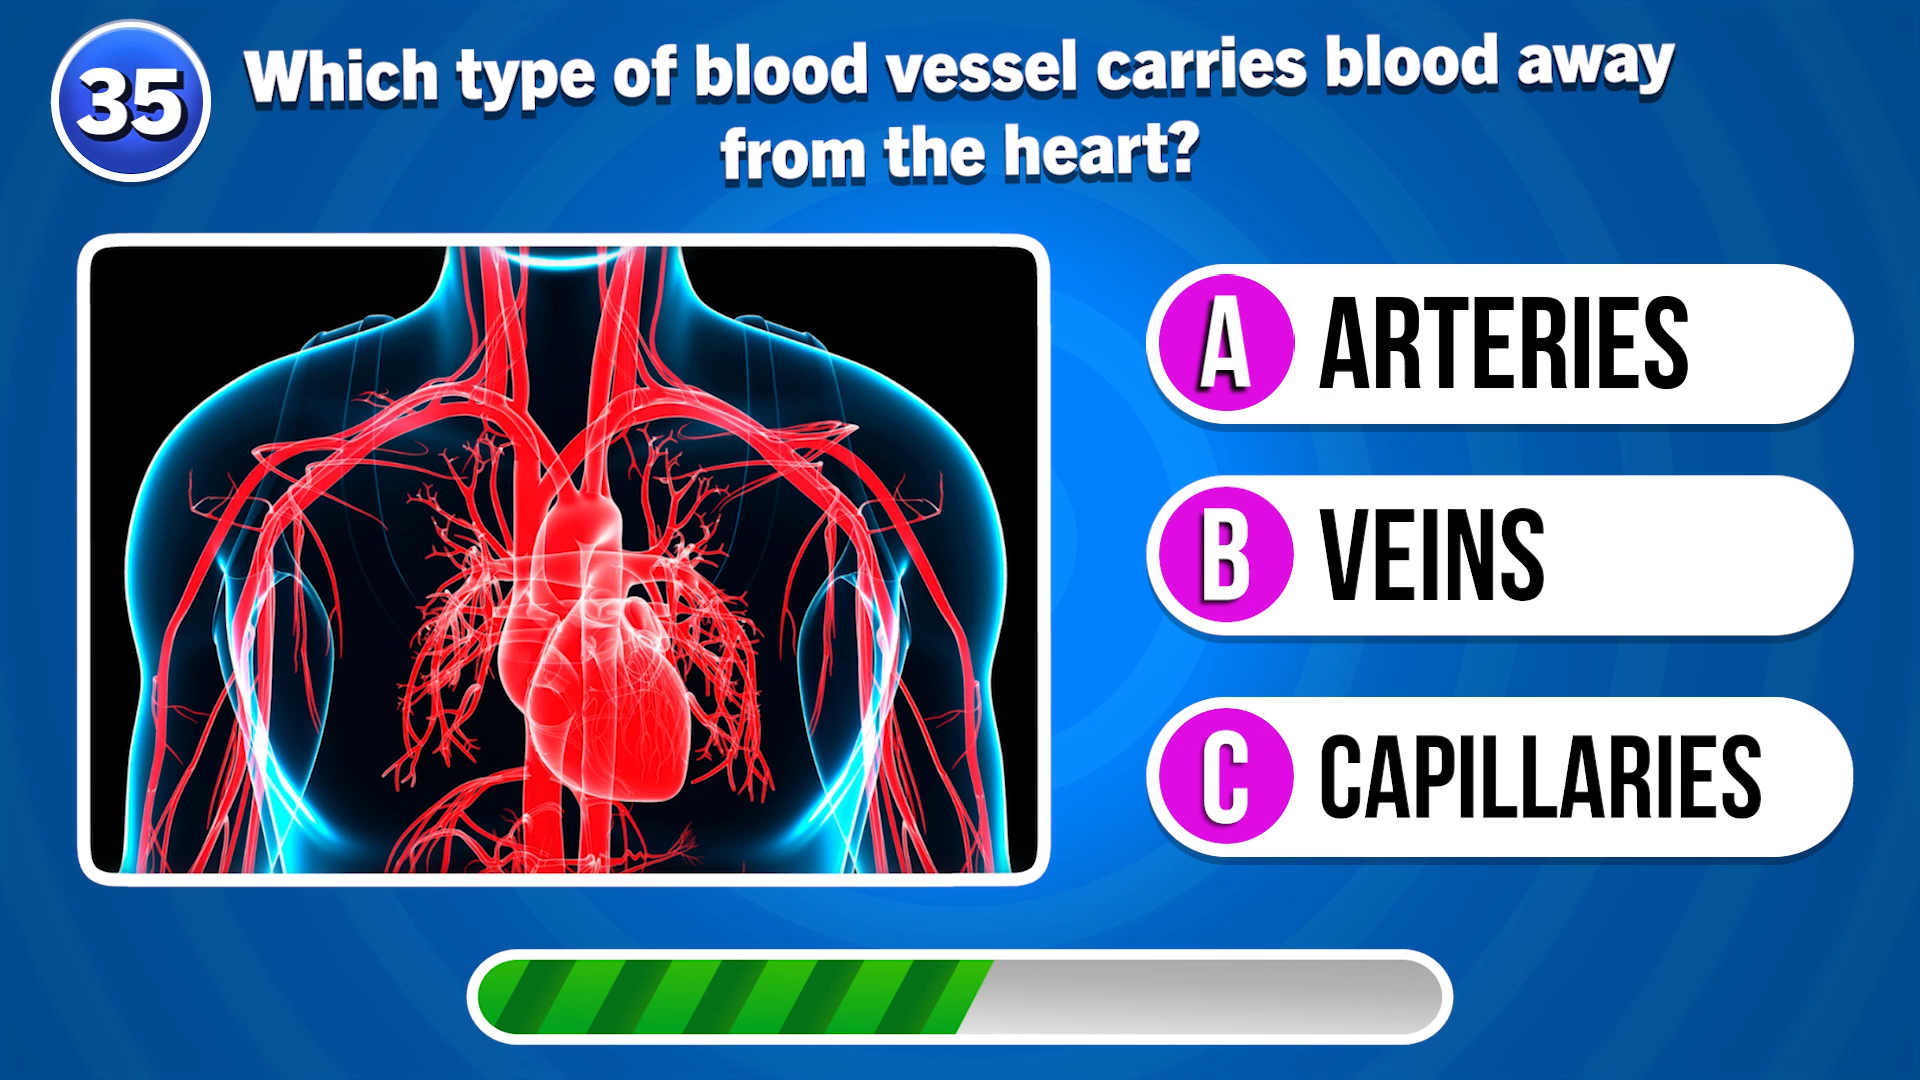 35
Which type of blood vessel carries blood away
from the heart?
A ARTERIES
B VEINS
C CAPILLARIES